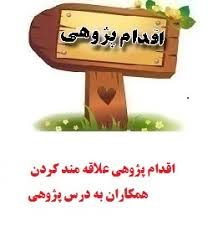 اقدام پژوهی
اقدام پژوهی علاقه مند کردن
همکاران به درس پژوهی